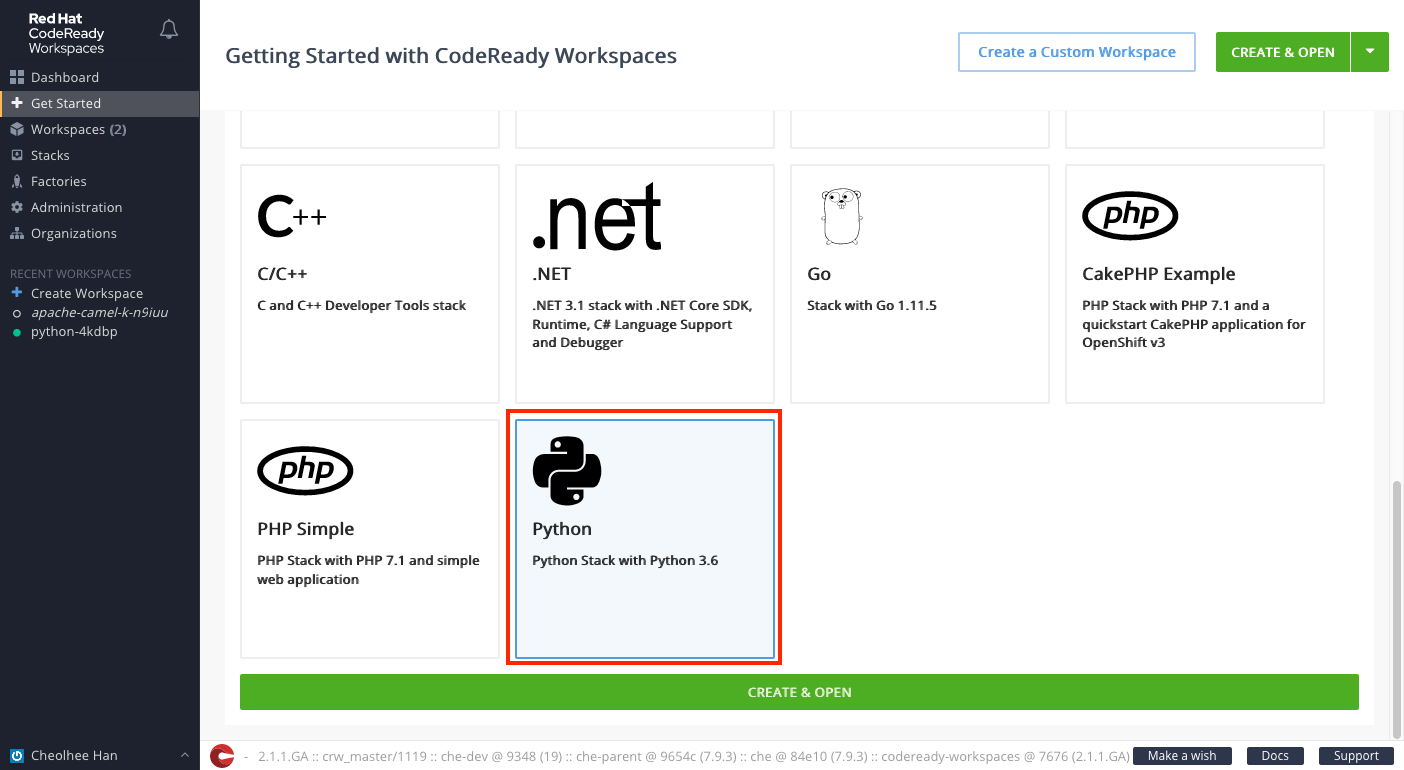 Red Hat
CodeReady
Workspaces
Dashboard
Get Started
Workspaces (2)
Stacks
Factories
Administration
Organizations
RECENT WORKSPACES
Create Workspace
apache-camel-k-n9iuu
python-4kdbp
Cheolhee Han
Getting Started with CodeReady Workspaces
Create a Custom Workspace
CREATE & OPEN
C++
C/C++
C and C++ Developer Tools stack
.net
.NET
.NET 3.1 stack with .NET Core SDK,
Runtime, C# Language Support
and Debugger
Go
Stack with Go 1.11.5
php
CakePHP Example
PHP Stack with PHP 7.1 and a
quickstart CakePHP application for
OpenShift v3
php
PHP Simple
PHP Stack with PHP 7.1 and simple
web application
Python
Python Stack with Python 3.6
CREATE & OPEN
- 2.1.1.GA :: crw_master/1119 :: che-dev @ 9348 (19) :: che-parent @ 9654c (7.9.3) :: che @ 84e10 (7.9.3) :: codeready-workspaces @ 7676 (2.1.1.GA)
Make a wish
Docs
Support